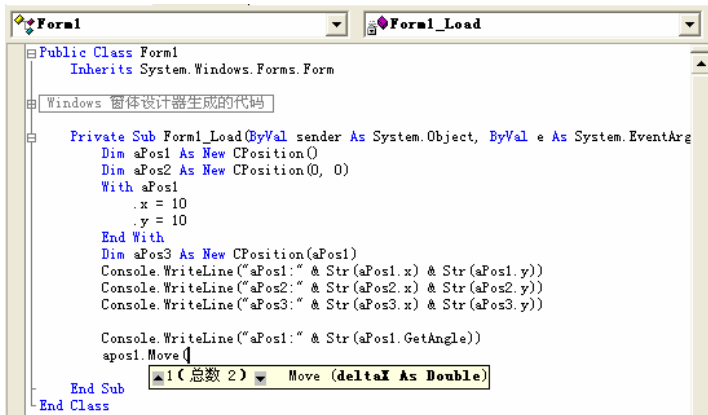 Form1
Form1_Load
Public Class Form1
Inherits System.Windows.Forms.Form
Windows 窗体设计器生成的代码
Private Sub Form1_Load(ByVal sender As System.Object, ByVal e As System.EventArg
Dim aPos1 As New CPosition()
Dim aPos2 As New CPosition(0, 0)
With aPos1
.x = 10
.y = 10
End With
Dim aPos3 As New CPosition(aPos1)
Console.WriteLine("aPos1:" & Str(aPos1.x) & Str(aPos1.y))
Console.WriteLine("aPos2:" & Str(aPos2.x) & Str(aPos2.y))
Console.WriteLine("aPos3:" & Str(aPos3.x) & Str(aPos3.y))
Console.WriteLine("aPos1:" & Str(aPos1.GetAngle))
apos1.Move(
▲1(总数 2)▼ Move (deltaX As Double)
End Sub
End Class